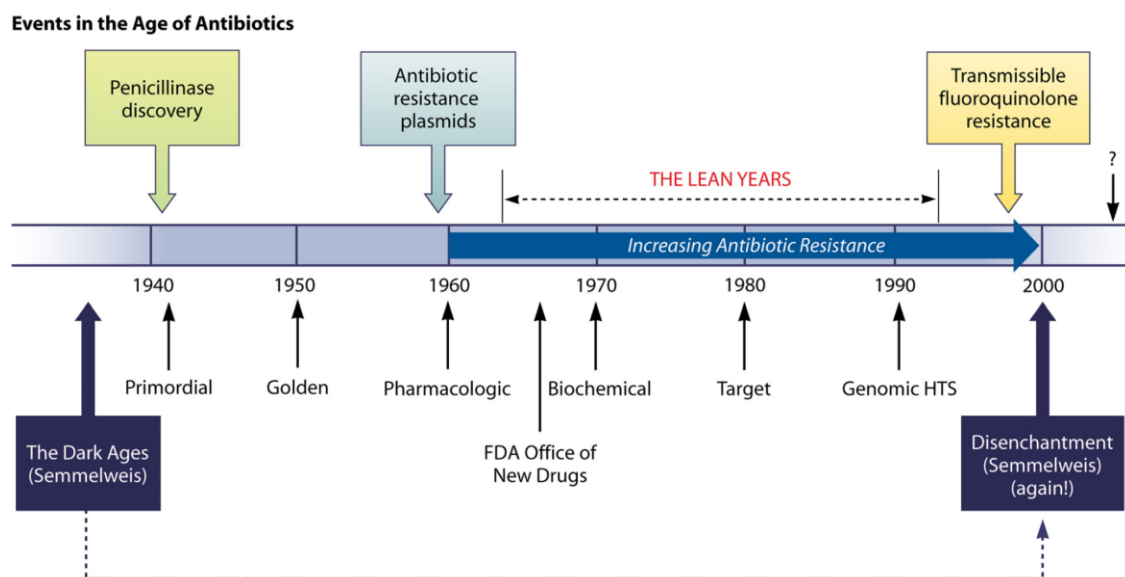 Events in the Age of Antibiotics
Penicillinase
discovery
Antibiotic
resistance
plasmids
Transmissible
fluoroquinolone
resistance
?
THE LEAN YEARS
Increasing Antibiotic Resistance
1940
1950
1960
1970
1980
1990
2000
Primordial
Golden
Pharmacologic
Biochemical
Target
Genomic HTS
The Dark Ages
(Semmelweis)
FDA Office of
New Drugs
Disenchantment
(Semmelweis)
(again!)